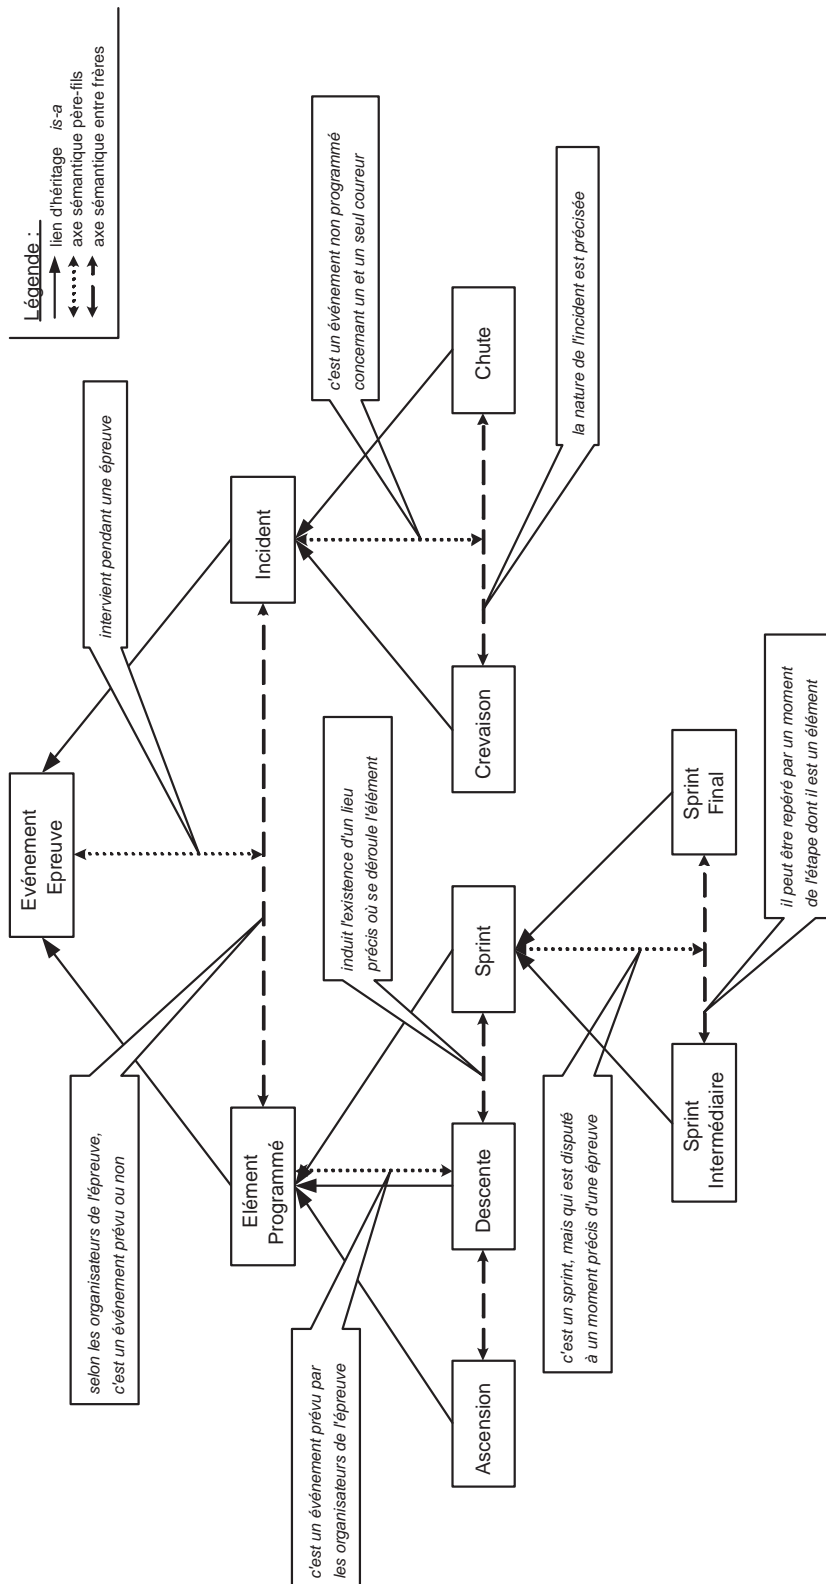 Légende :
lien d'héritage is-a
axe sémantique père-fils
axe sémantique entre frères
Evénement
Epreuve
intervient pendant une épreuve
selon les organisateurs de l'épreuve,
c'est un événement prévu ou non
Elément
Programmé
Incident
c'est un événement prévu par
les organisateurs de l'épreuve
induit l'existence d'un lieu
précis où se déroule l'élément
c'est un événement non programmé
concernant un et un seul coureur
Ascension
Descente
Sprint
Crevaison
Chute
c'est un sprint, mais qui est disputé
à un moment précis d'une épreuve
la nature de l'incident est précisée
Sprint
Intermédiaire
Sprint
Final
il peut être repéré par un moment
de l'étape dont il est un élément